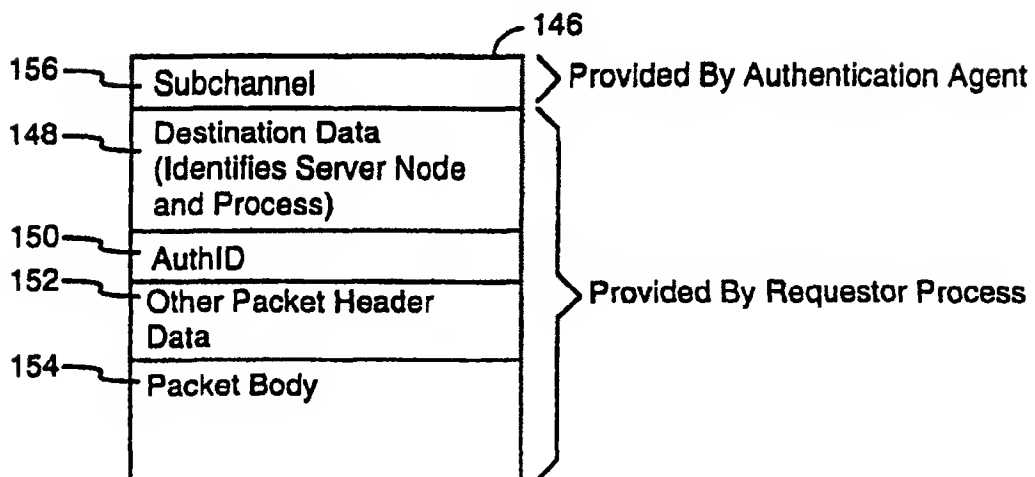 146
156 Subchannel Provided By Authentication Agent
148 Destination Data
(Identifies Server Node
and Process)
150 AuthID
152 Other Packet Header Provided By Requestor Process
Data
154 Packet Body